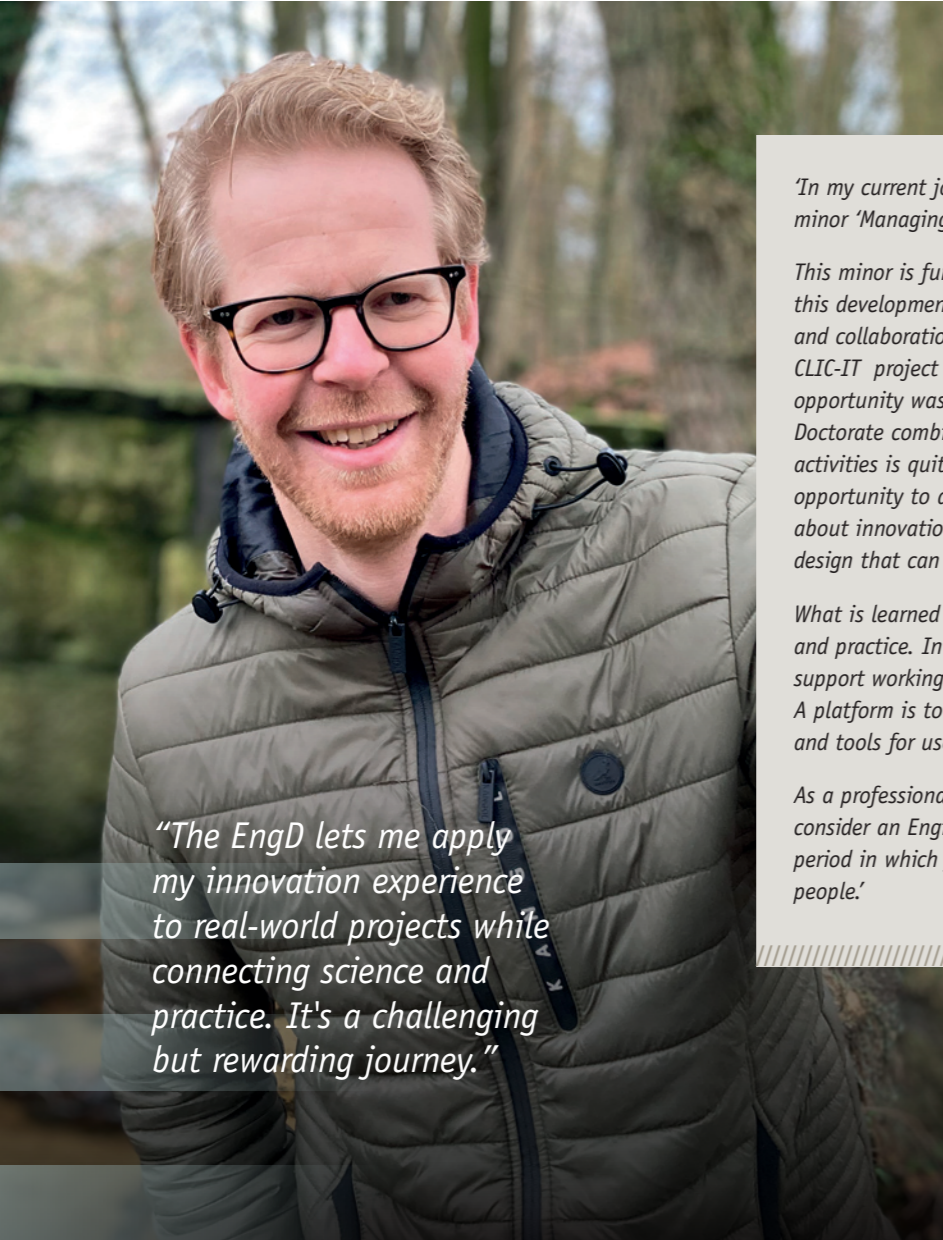 ‘In my current
minor ‘Managing
This minor is
this
and
CLIC-IT project
opportunity was
Doctorate
activities is
opportunity to
about
design that can
What is learned
and practice. In
support working
A platform is to
and tools for
As a
consider an
period in which
people.’
“The EngD lets me apply
my innovation experience
to real-world projects while
connecting science and
practice. It's a challenging
but rewarding journey.”